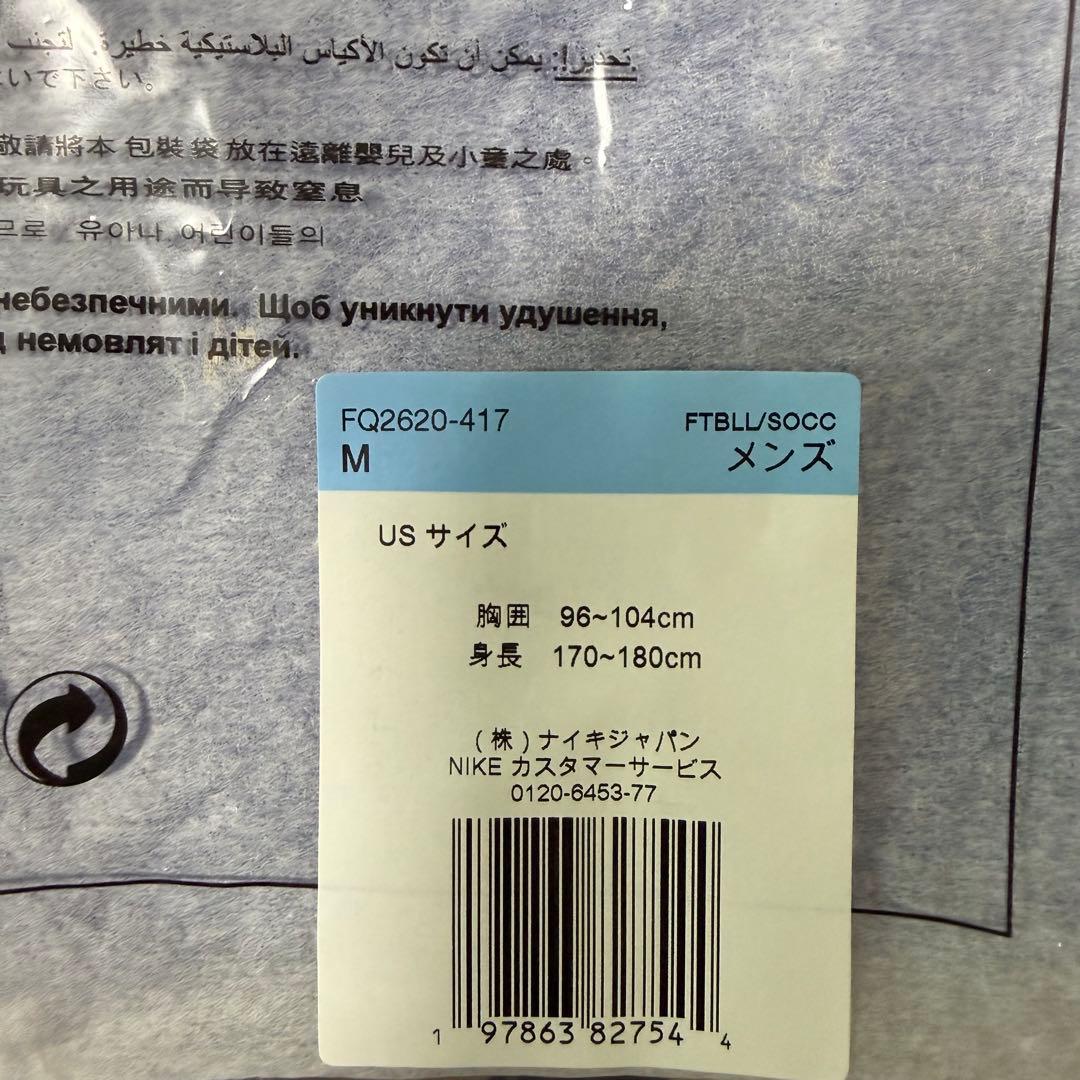 تحذير!: يمكن أن تكون الأكياس البلاستيكية خطيرة. لتجنب
いで下さい。
敬請將本 包裝袋 放在遠離嬰兒及小童之處。
玩具之用途而导致窒息
므로 유아나 어린이들의
небезпечними. Щоб уникнути удушення,
немовлят і дітей.
FQ2620-417 FTBLL/SOCC
M メンズ
US サイズ
胸囲 96~104cm
身長 170~180cm
(株)ナイキジャパン
NIKE カスタマーサービス
0120-6453-77
1 97863 82754 4